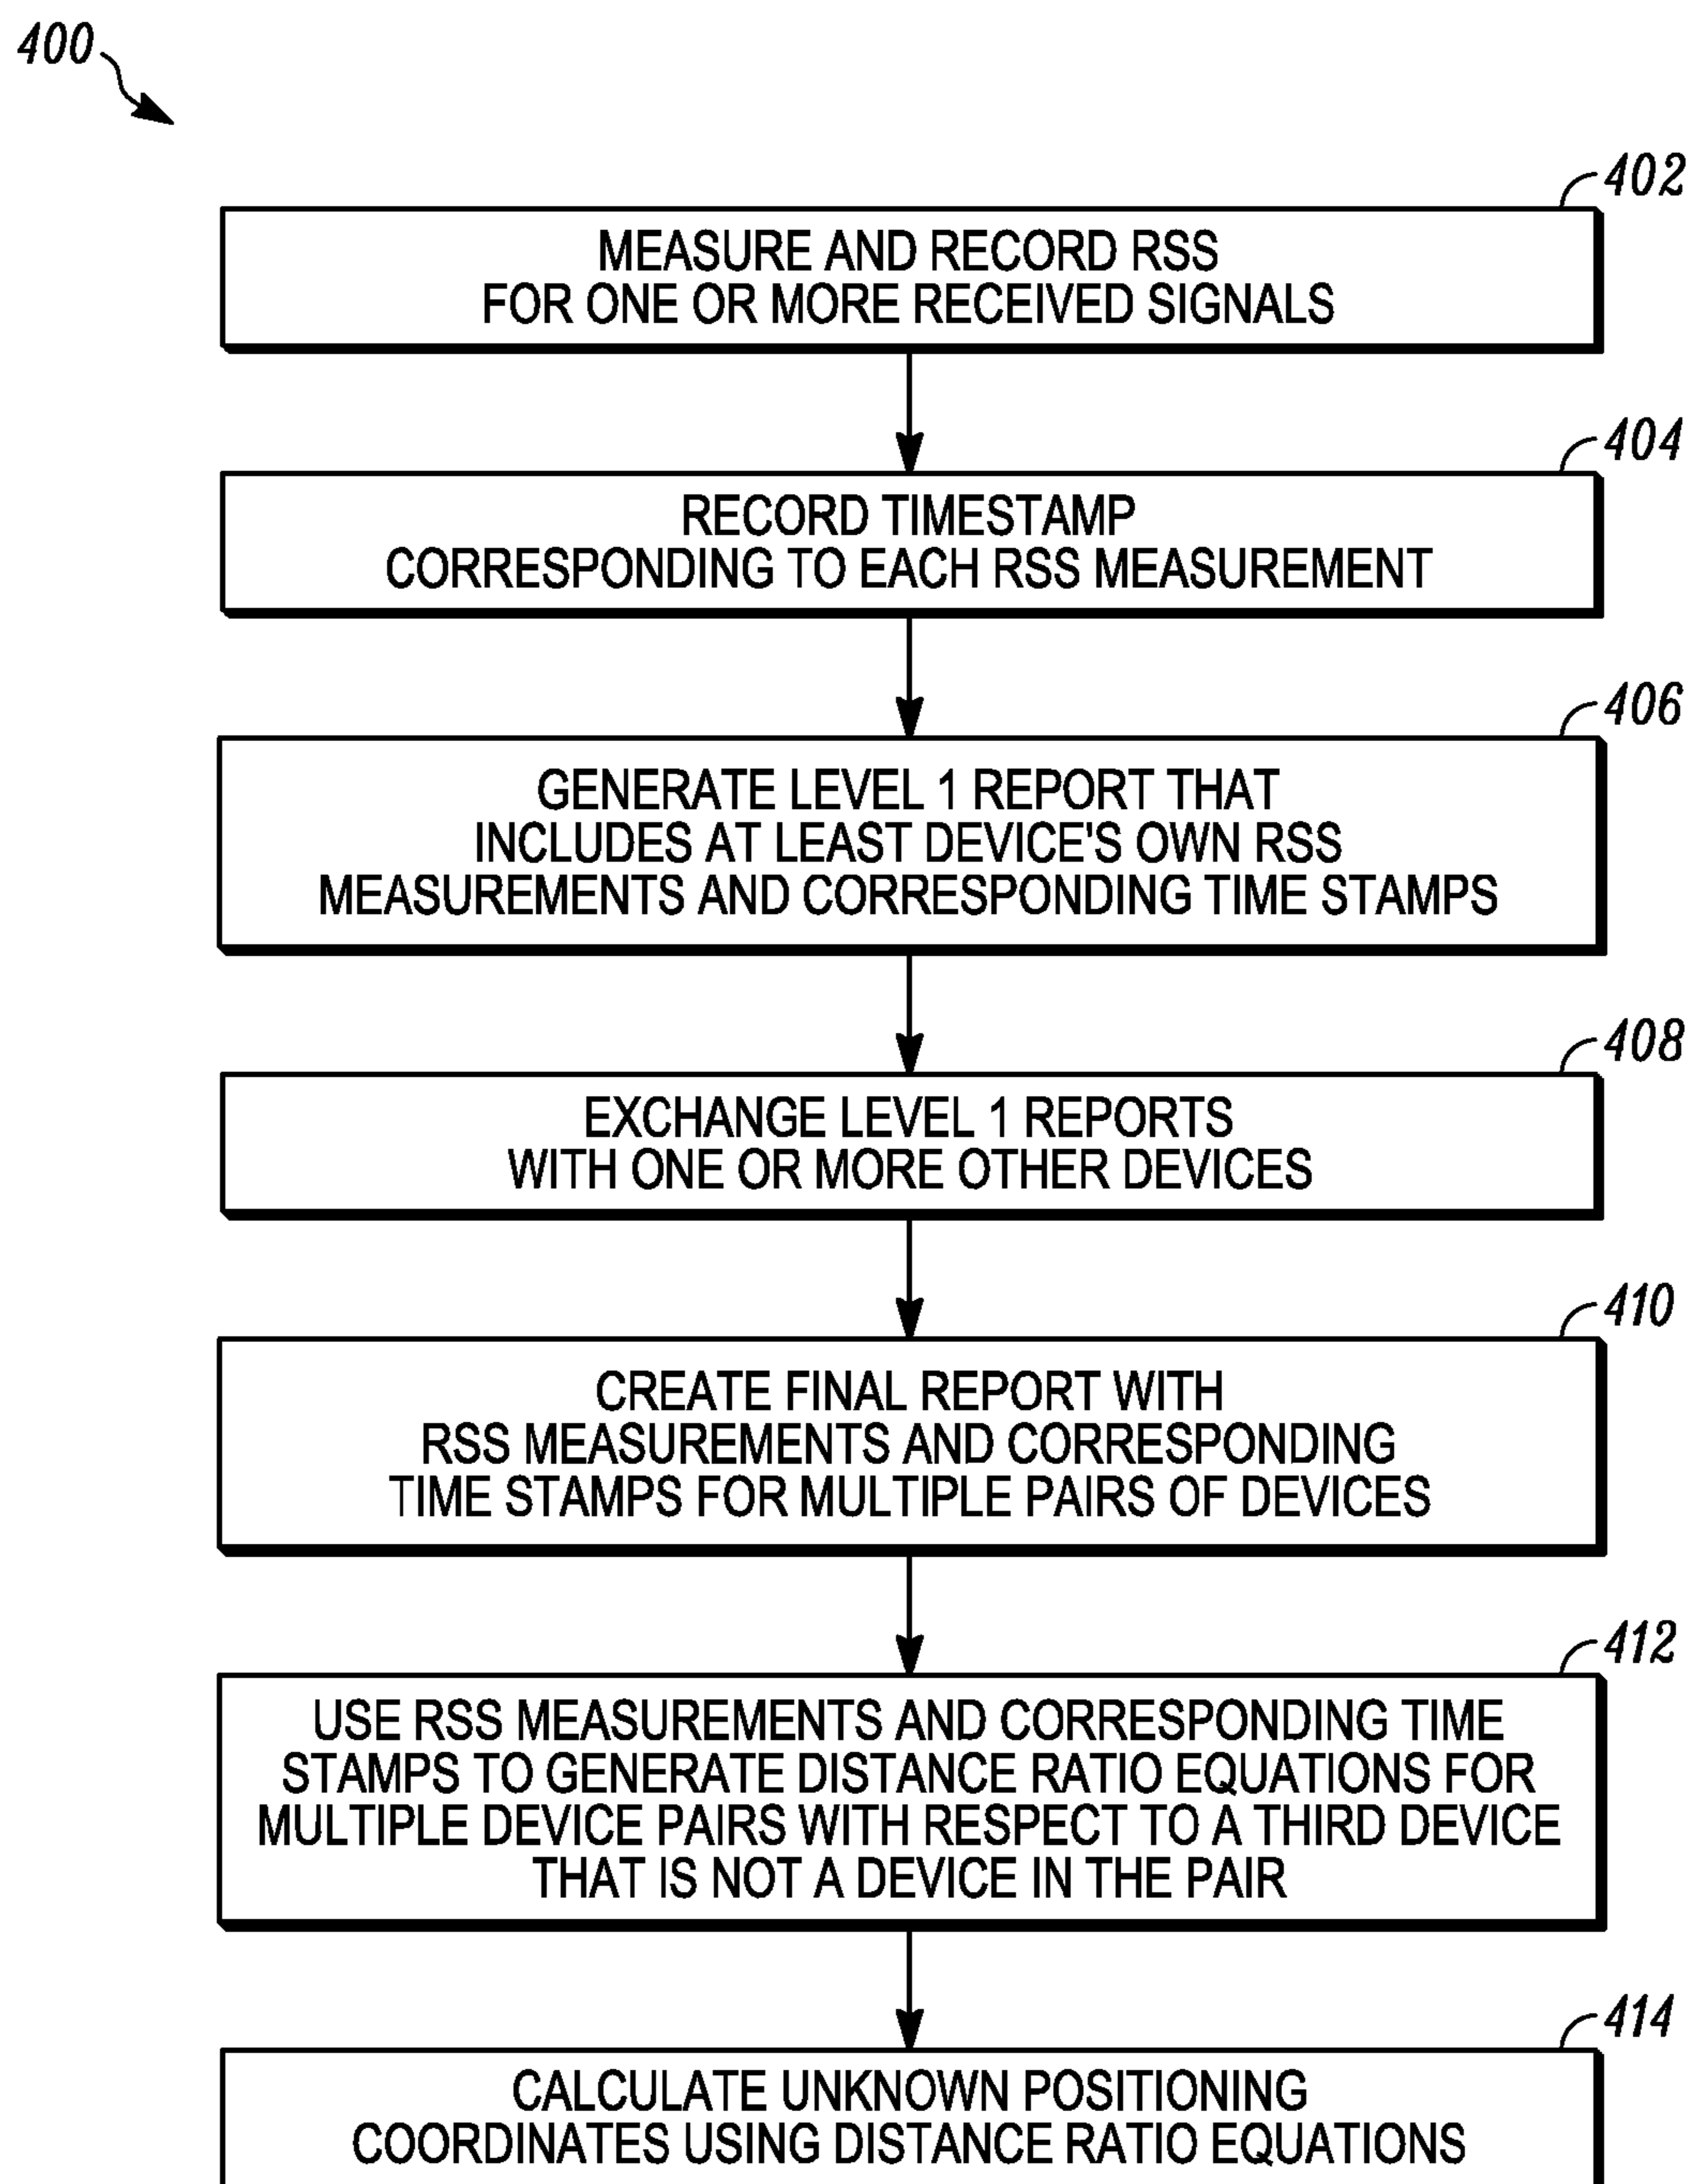 400
402
MEASURE AND RECORD RSS
FOR ONE OR MORE RECEIVED SIGNALS
404
RECORD TIMESTAMP
CORRESPONDING TO EACH RSS MEASUREMENT
406
GENERATE LEVEL 1 REPORT THAT
INCLUDES AT LEAST DEVICE'S OWN RSS
MEASUREMENTS AND CORRESPONDING TIME STAMPS
408
EXCHANGE LEVEL 1 REPORTS
WITH ONE OR MORE OTHER DEVICES
410
CREATE FINAL REPORT WITH
RSS MEASUREMENTS AND CORRESPONDING
TIME STAMPS FOR MULTIPLE PAIRS OF DEVICES
412
USE RSS MEASUREMENTS AND CORRESPONDING TIME
STAMPS TO GENERATE DISTANCE RATIO EQUATIONS FOR
MULTIPLE DEVICE PAIRS WITH RESPECT TO A THIRD DEVICE
THAT IS NOT A DEVICE IN THE PAIR
414
CALCULATE UNKNOWN POSITIONING
COORDINATES USING DISTANCE RATIO EQUATIONS